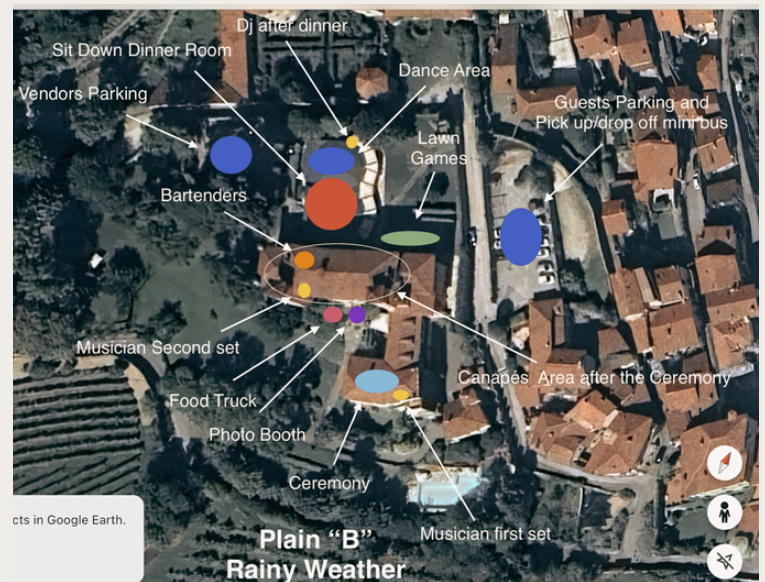 Dj after dinner
Sit Down Dinner Room
Dance Area
Vendors Parking
Guests Parking and
Pick up/drop off mini bus
Lawn
Games
Bartenders
Musician Second set
Canapés Area after the Ceremony
Food Truck
Photo Booth
Ceremony
cts in Google Earth.
Musician first set
Plain “B”
Rainy Weather